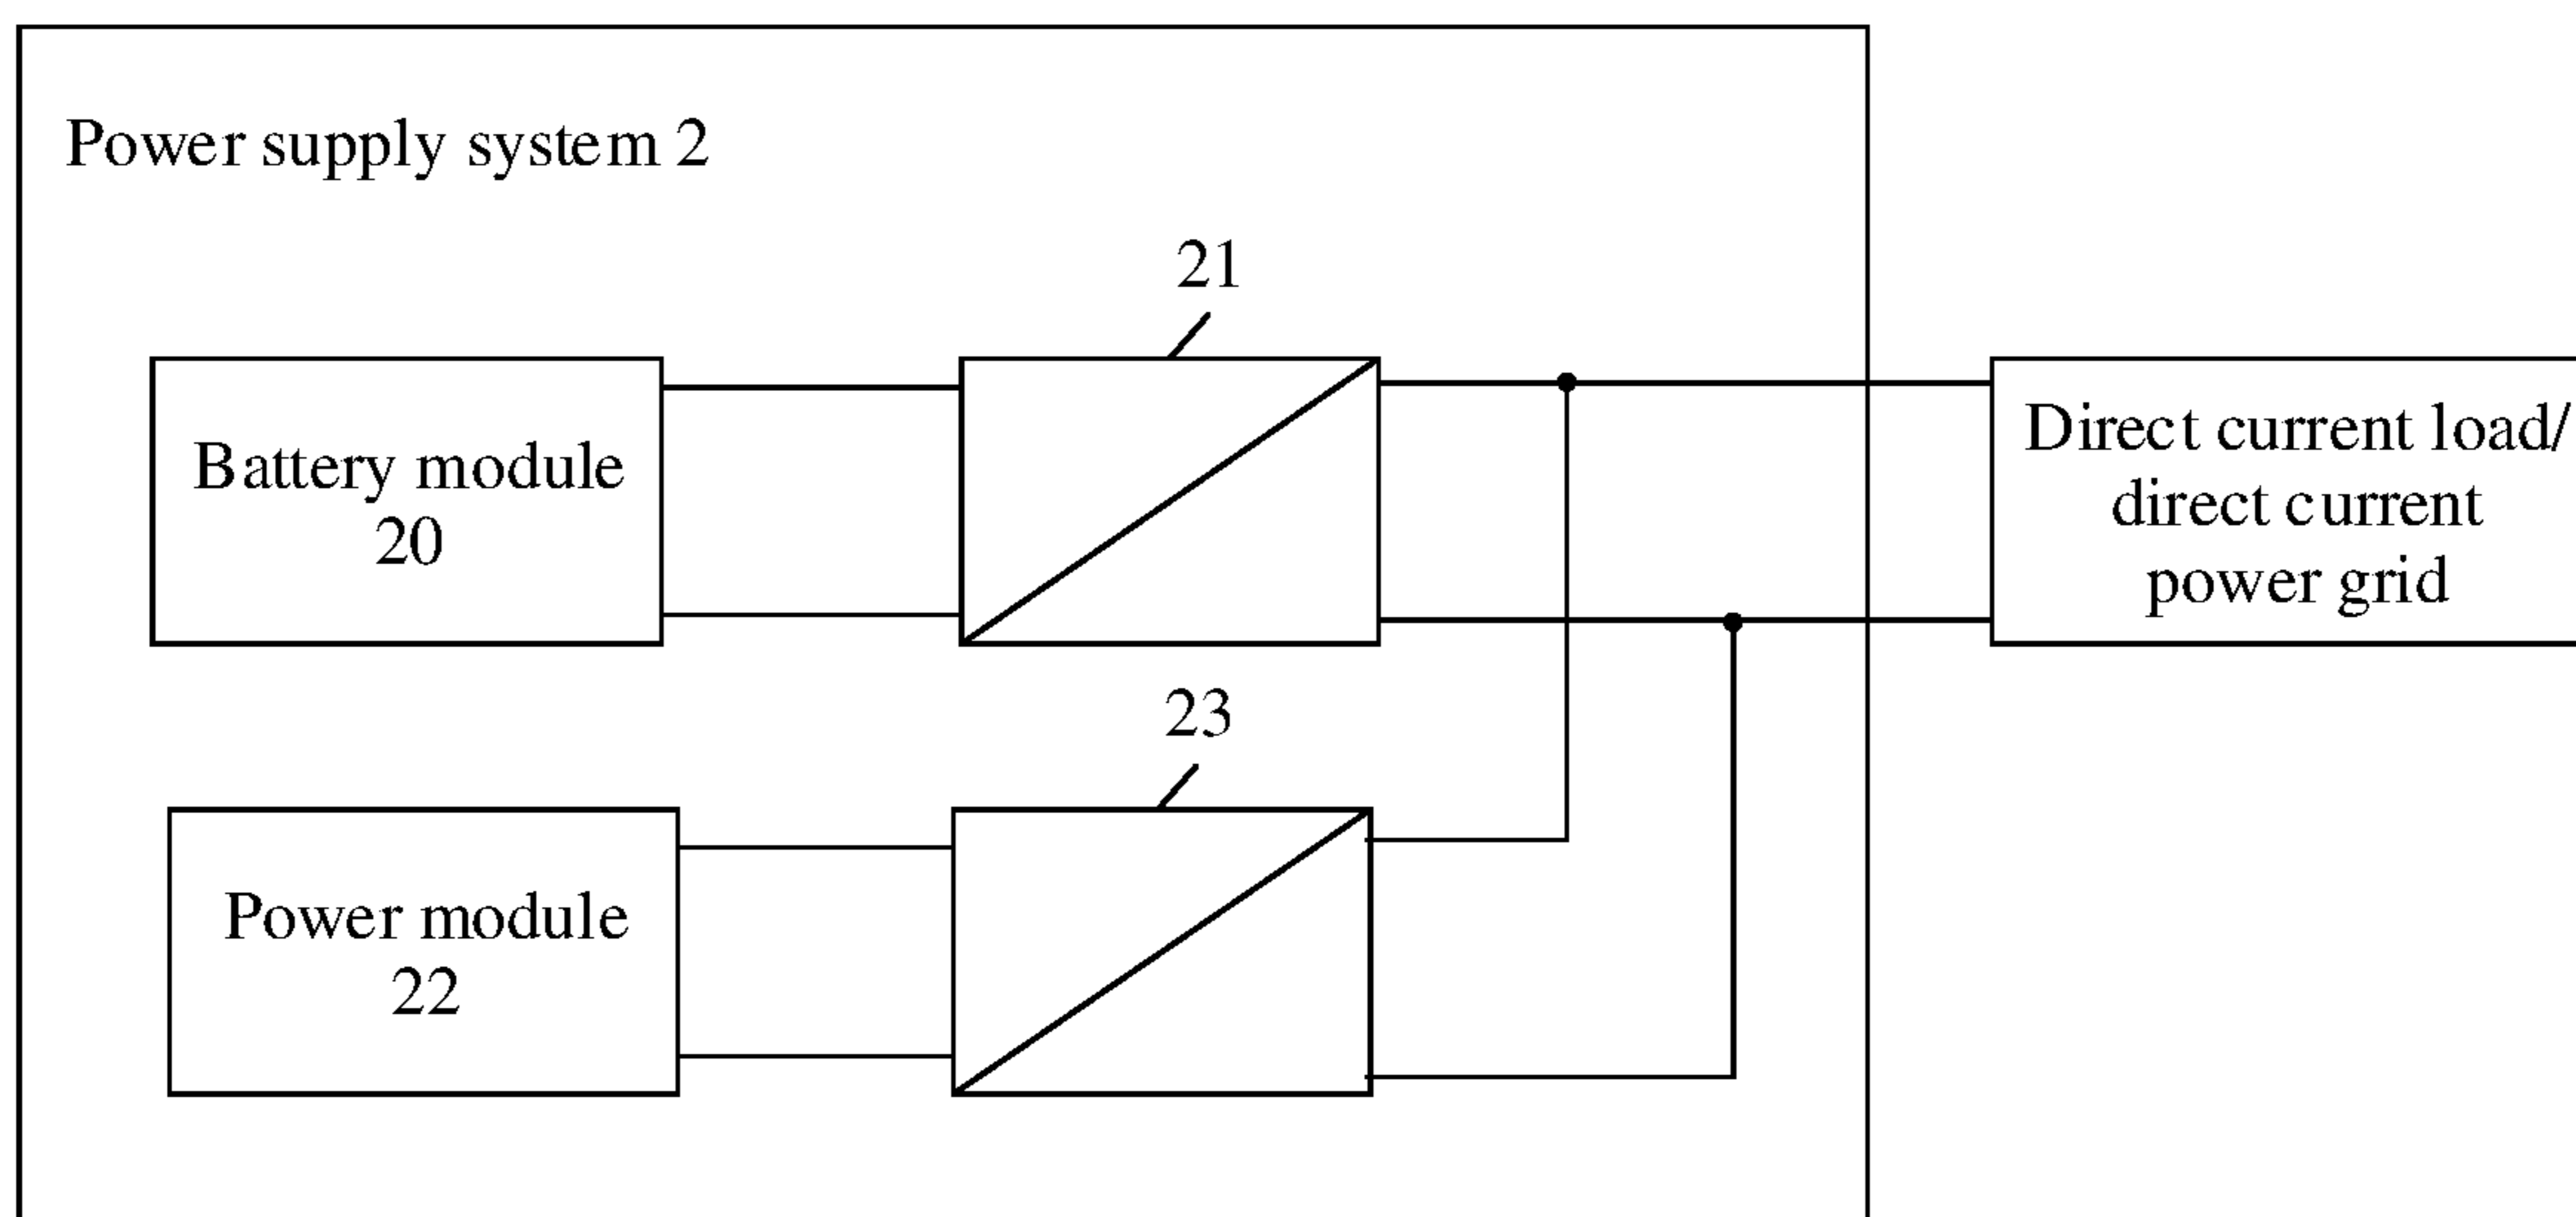 Power supply system 2
21
Battery module
20
Direct current load/
direct current
power grid
23
Power module
22